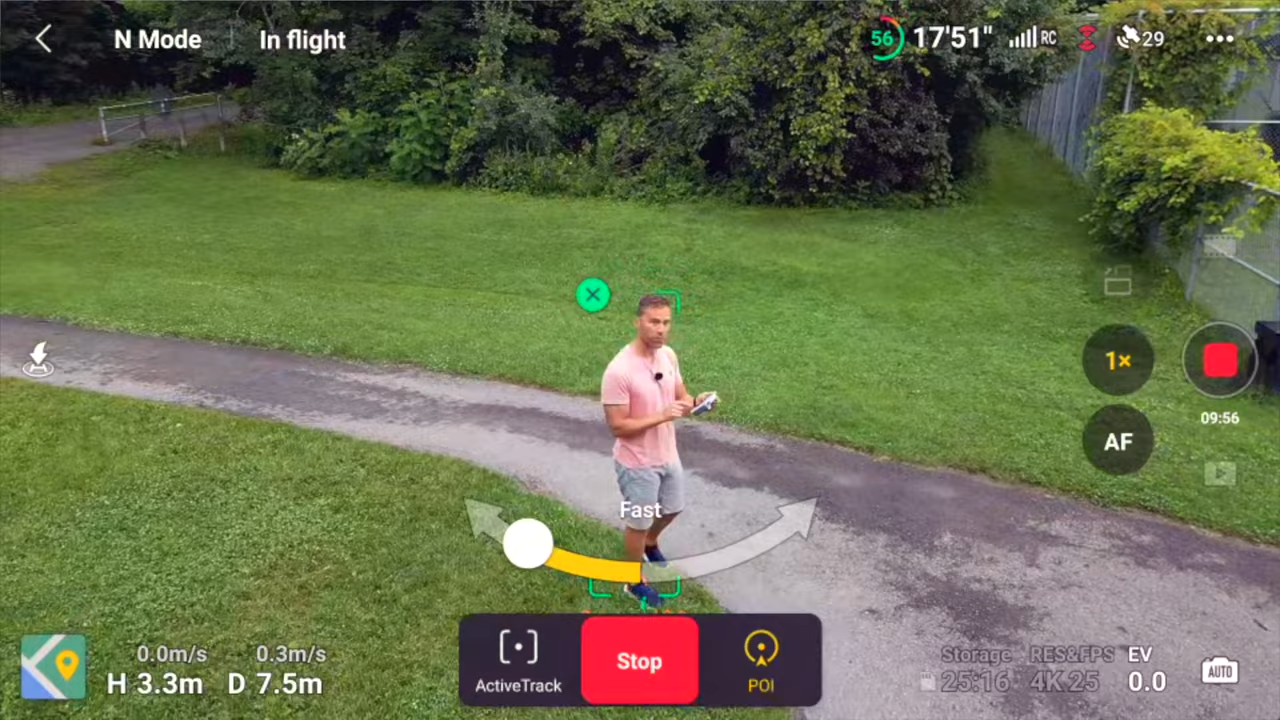 N Mode
In flight
56
17'51"
RC
29
1×
09:56
AF
Fast
ActiveTrack
Stop
POI
0.0m/s
0.3m/s
H 3.3m
D 7.5m
Storage
RES&FPS
EV
25:16
4K 25
0.0
AUTO